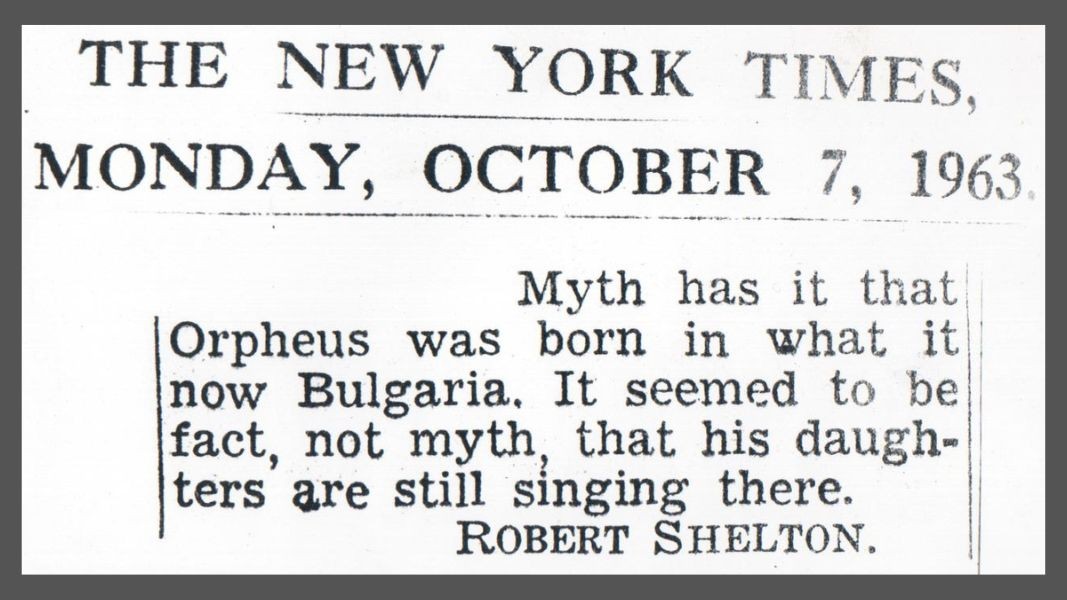 THE NEW YORK TIMES,
MONDAY, OCTOBER 7, 1963.
Myth has it that
Orpheus was born in what it
now Bulgaria. It seemed to be
fact, not myth, that his daugh-
ters are still singing there.
ROBERT SHELTON.